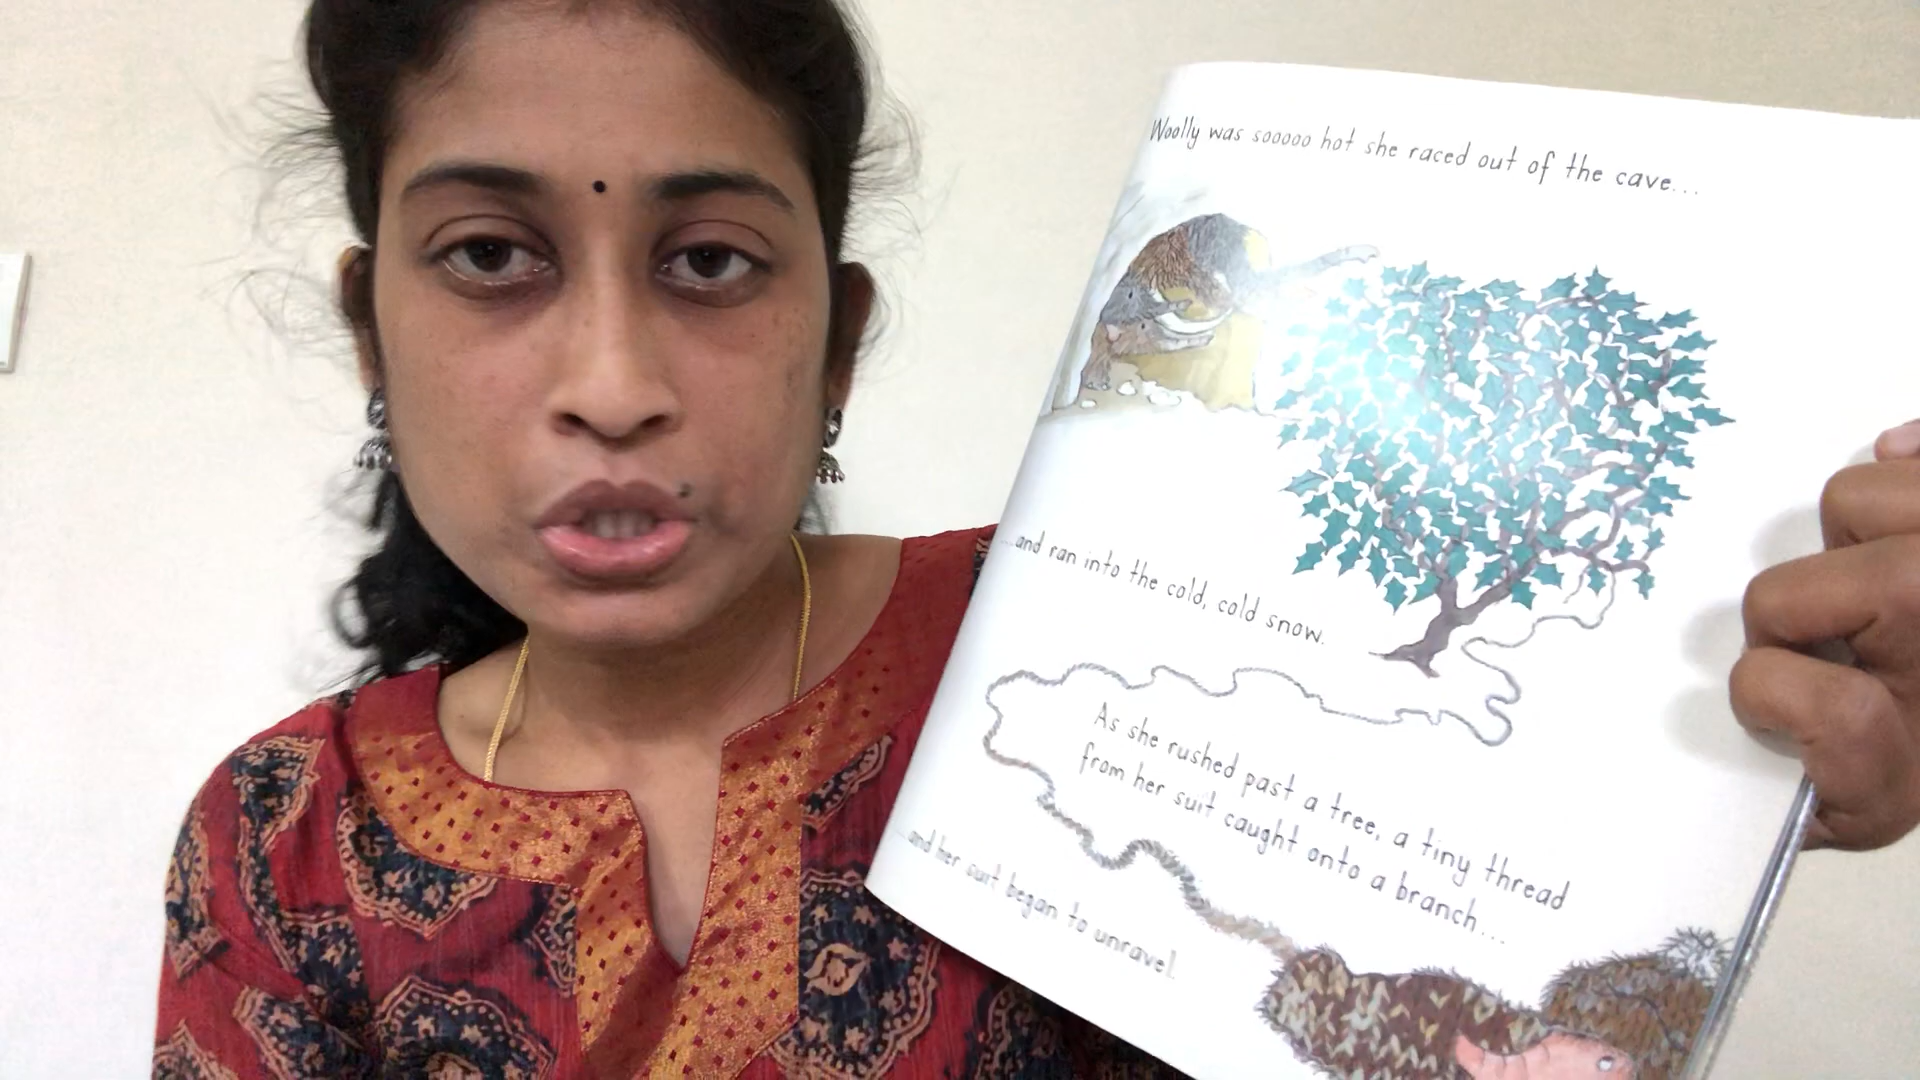 Woolly was sooooo hot she raced out of the cave...
...and ran into the cold, cold snow.
As she rushed past a tree, a tiny thread
from her suit caught onto a branch...
...and her suit began to unravel.